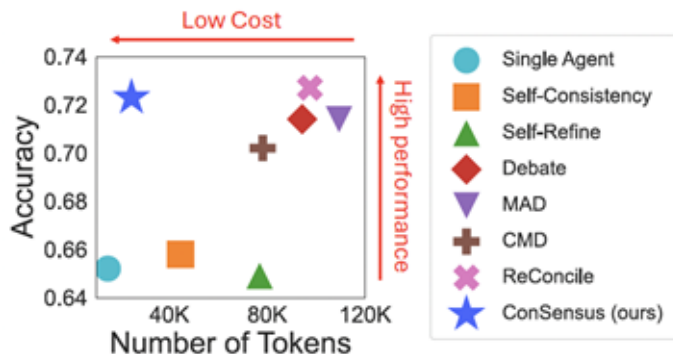 Low Cost
0.74
0.72
0.70
0.68
0.66
0.64
Accuracy
40K
80K
120K
Number of Tokens
High performance
Single Agent
Self-Consistency
Self-Refine
Debate
MAD
CMD
ReConcile
ConSensus (ours)